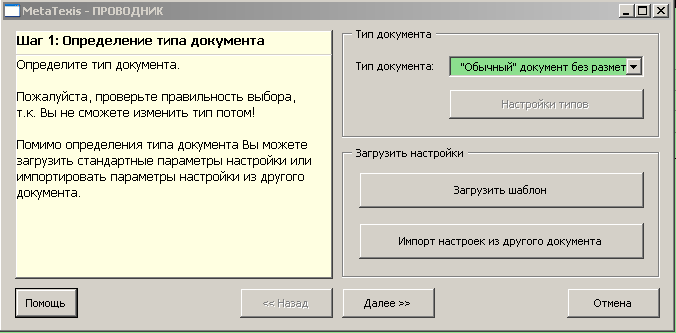 MetaTexis - ПРОВОДНИК
Шаг 1: Определение типа документа
Определите тип документа.
Пожалуйста, проверьте правильность выбора,
т.к. Вы не сможете изменить тип потом!
Помимо определения типа документа Вы можете
загрузить стандартные параметры настройки или
импортировать параметры настройки из другого
документа.
Тип документа
Тип документа:
"Обычный" документ без размет
Настройки типов
Загрузить настройки
Загрузить шаблон
Импорт настроек из другого документа
Помощь
<< Назад
Далее >>
Отмена